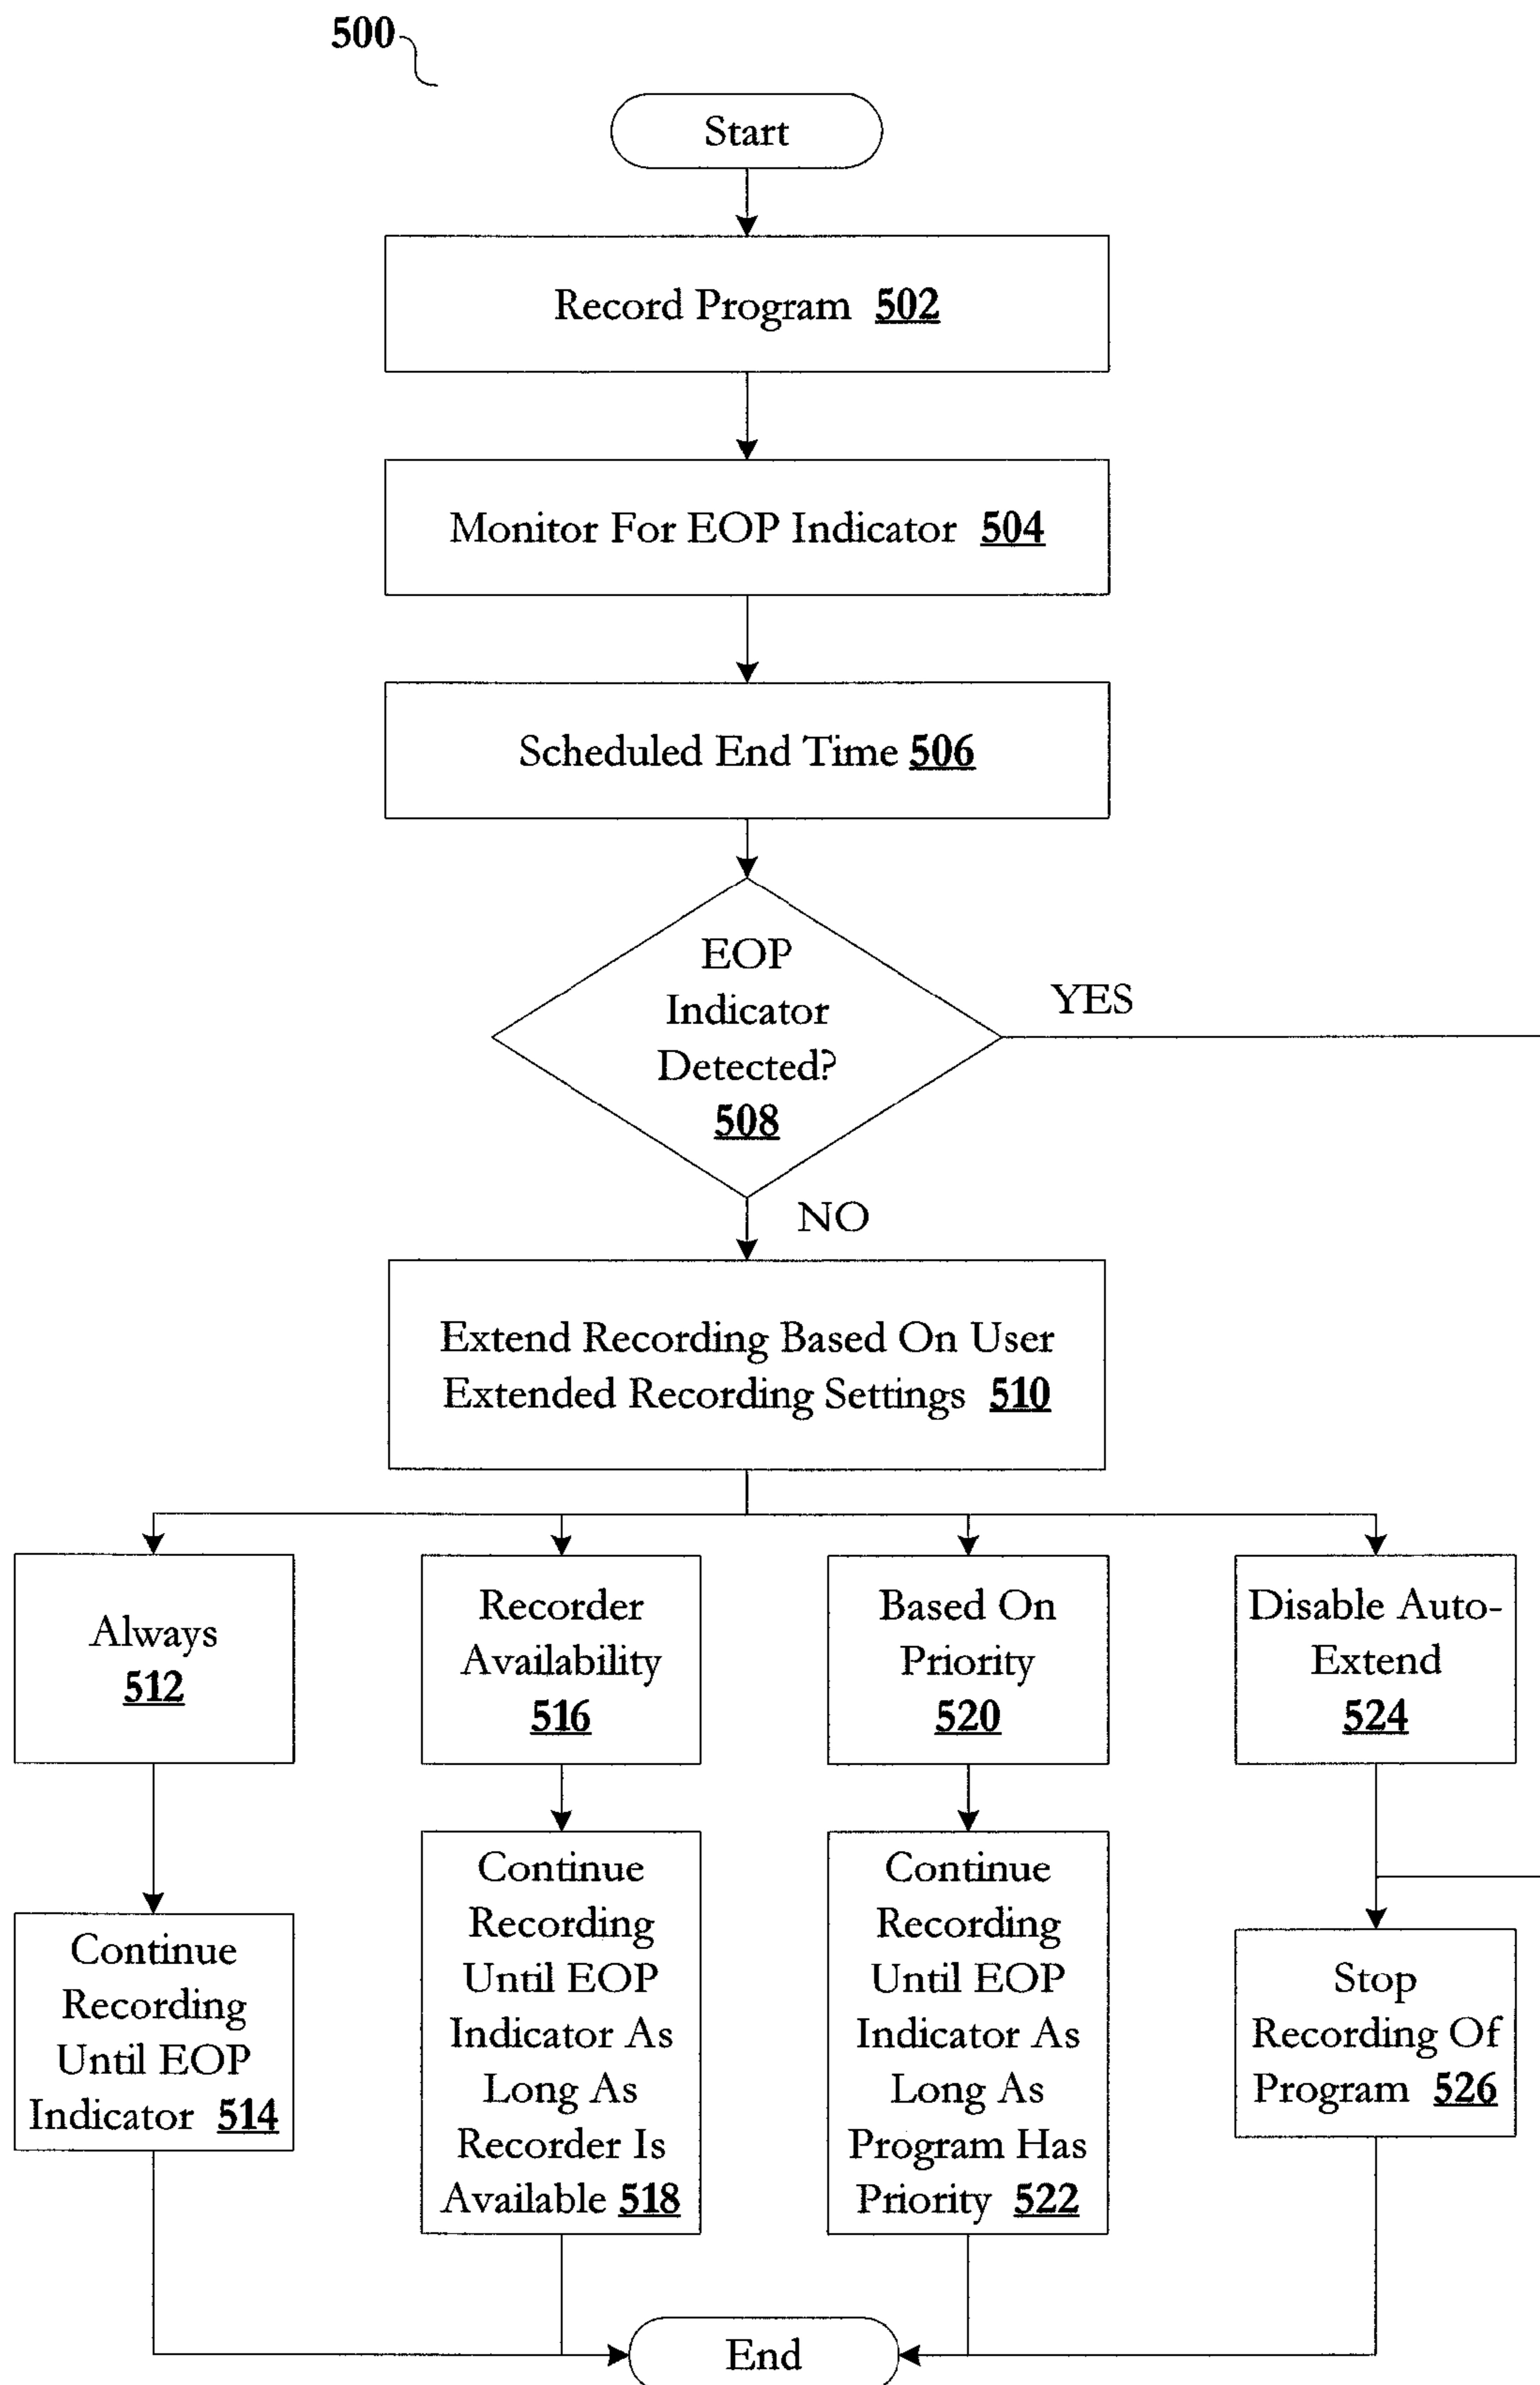 500
Start
Record Program 502
Monitor For EOP Indicator 504
Scheduled End Time 506
EOP
Indicator
Detected?
508
YES
NO
Extend Recording Based On User
Extended Recording Settings 510
Always
512
Recorder
Availability
516
Based On
Priority
520
Disable Auto-
Extend
524
Continue
Recording
Until EOP
Indicator 514
Continue
Recording
Until EOP
Indicator As
Long As
Recorder Is
Available 518
Continue
Recording
Until EOP
Indicator As
Long As
Program Has
Priority 522
Stop
Recording Of
Program 526
End